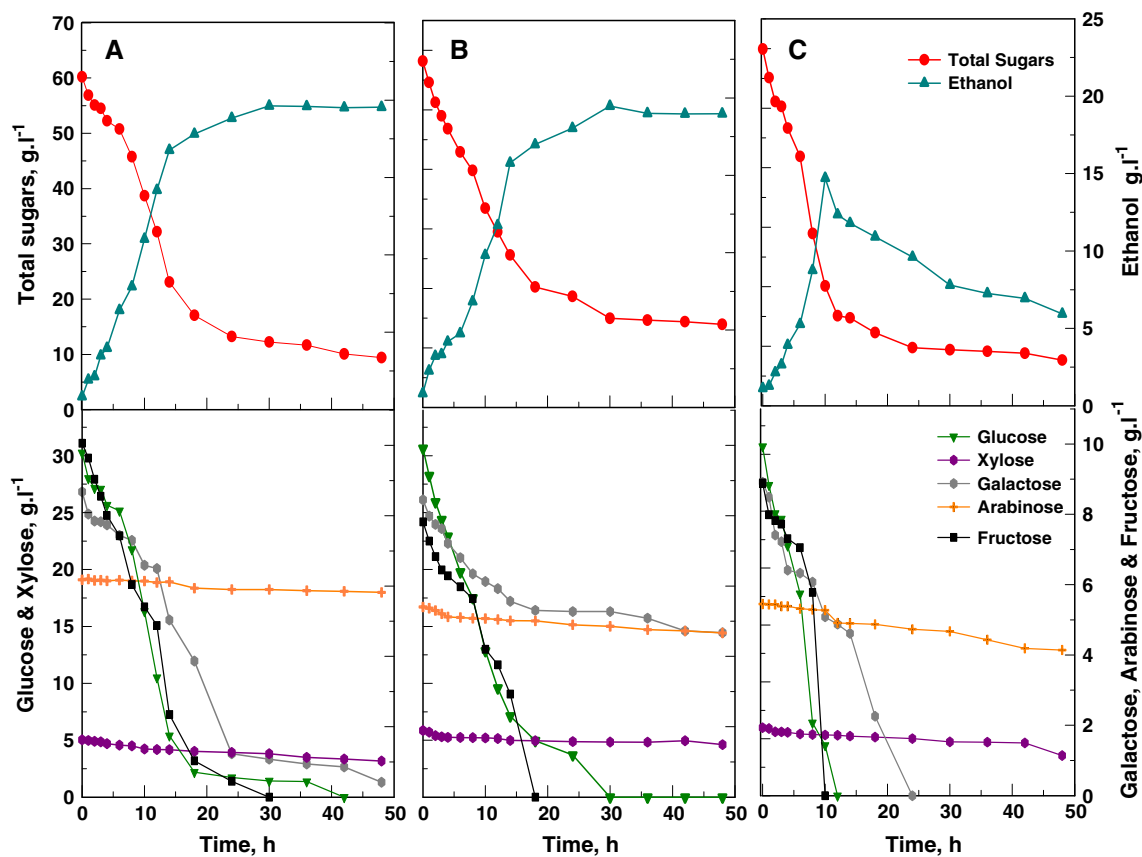 A
B
C
Total Sugars
Ethanol
70
60
50
40
30
20
10
0
Total sugars, g.l-1
25
20
15
10
5
0
Ethanol g.l-1
Glucose
Xylose
Galactose
Arabinose
Fructose
30
25
20
15
10
5
0
Glucose & Xylose, g.l-1
10
8
6
4
2
0
Galactose, Arabinose & Fructose, g.l-1
0 10 20 30 40 50
0 10 20 30 40 50
0 10 20 30 40 50
Time, h
Time, h
Time, h